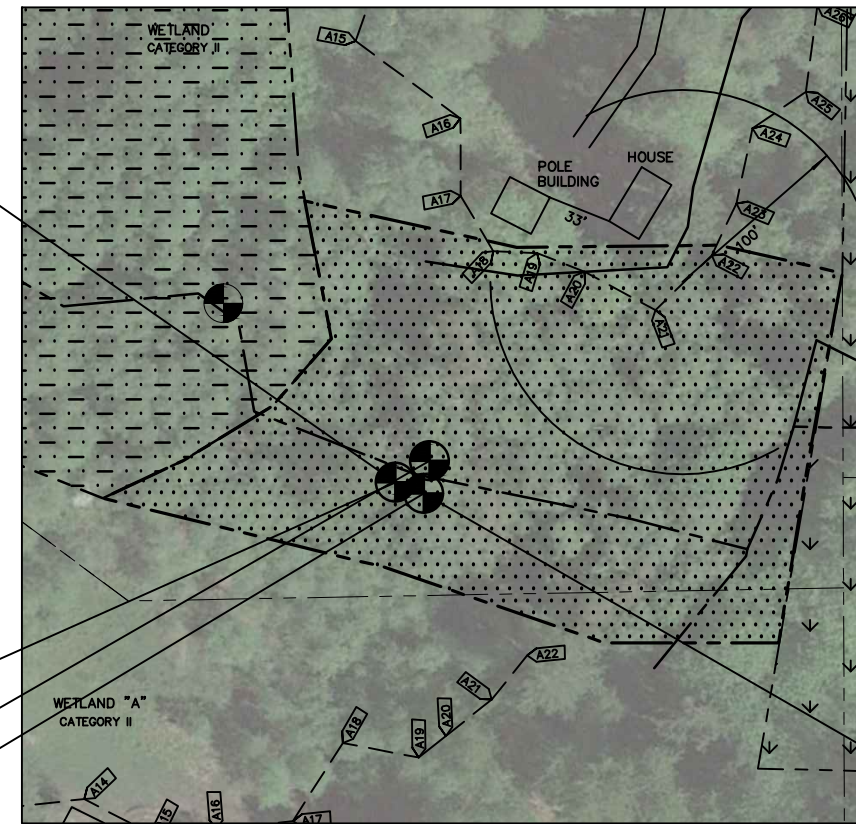 WETLAND
CATEGORY II
A15
A26
A25
A16
A24
POLE
BUILDING
HOUSE
A17
A23
33'
100'
A18
A19
A20
A22
A21
WETLAND "A"
CATEGORY II
A22
A21
A20
A19
A18
A14
15
A16
A17